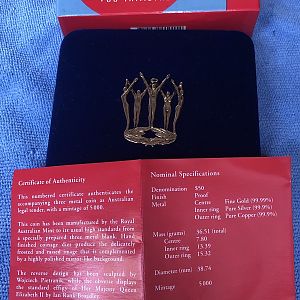 Certificate of Authenticity
This numbered certificate authenticates the
accompanying three metal coin as Australian
legal tender, with a mintage of 5 000.
This coin has been manufactured by the Royal
Australian Mint to its usual high standards from
a specially prepared three metal blank. Hand
finished coinage dies produce the delicately
frosted design image that is complemented by
a highly polished mirror-like background.
The reverse design has been sculpted by
Wojciech Pietranik, while the obverse displays
the standard effigy of Her Majesty Queen
Elizabeth II by Ian Rank-Broadley.
Nominal Specifications
Denomination $50
Finish Proof
Metal Centre Fine Gold (99.99%)
Inner ring Pure Silver (99.9%)
Outer ring Pure Copper (99.9%)
Mass (grams) 36.51 (total)
Centre 7.80
Inner ring 13.39
Outer ring 15.32
Diameter (mm) 38.74
Mintage 5 000